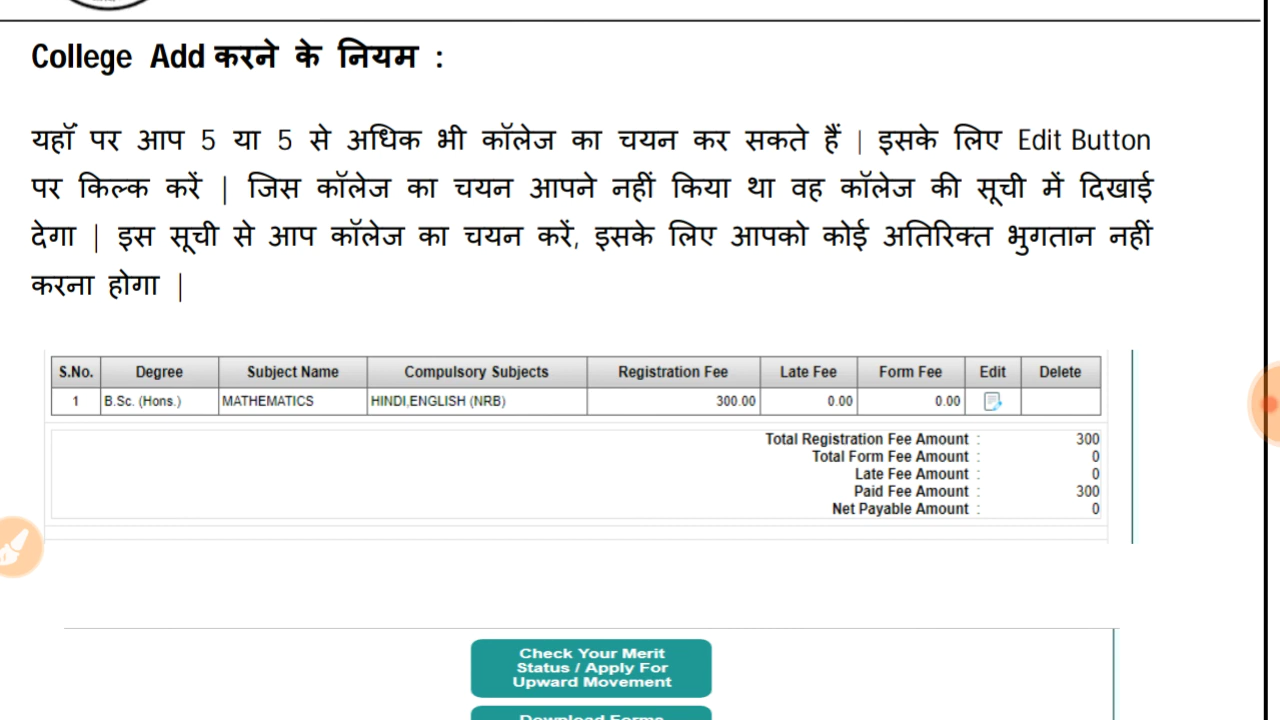 College Add करने के नियम :
यहाँ पर आप 5 या 5 से अधिक भी कॉलेज का चयन कर सकते हैं | इसके लिए Edit Button
पर किल्क करें | जिस कॉलेज का चयन आपने नहीं किया था वह कॉलेज की सूची में दिखाई
देगा | इस सूची से आप कॉलेज का चयन करें, इसके लिए आपको कोई अतिरिक्त भुगतान नहीं
करना होगा |
S.No. Degree Subject Name Compulsory Subjects Registration Fee Late Fee Form Fee Edit Delete
1 B.Sc. (Hons.) MATHEMATICS HINDI,ENGLISH (NRB) 300.00 0.00 0.00
Total Registration Fee Amount : 300
Total Form Fee Amount : 0
Late Fee Amount : 0
Paid Fee Amount : 300
Net Payable Amount : 0
Check Your Merit
Status / Apply For
Upward Movement
Download Forms